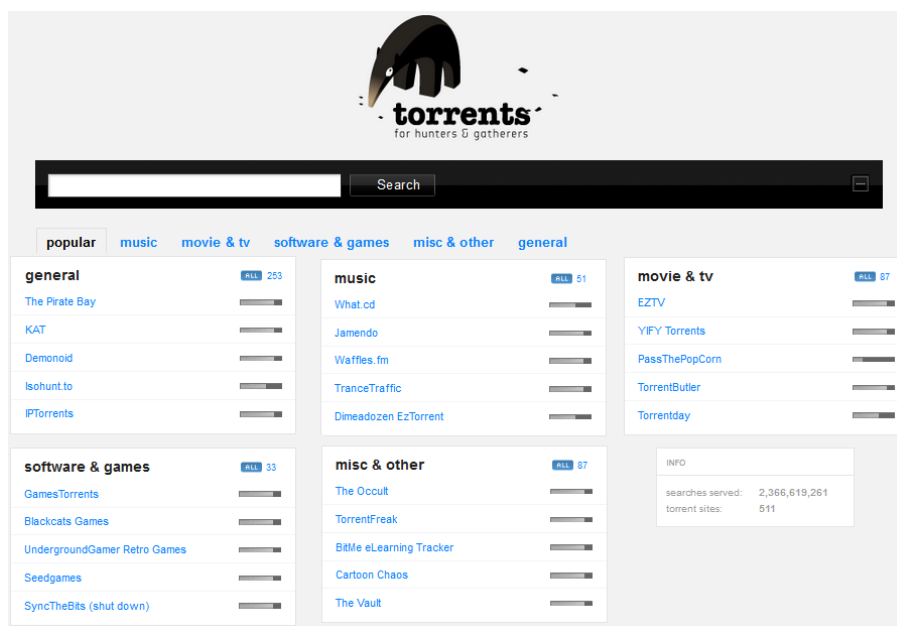 torrents
for hunters & gatherers
Search
popular music movie & tv software & games misc & other general
general ALL 253
The Pirate Bay
KAT
Demonoid
Isohunt.to
IPTorrents
music ALL 51
What.cd
Jamendo
Waffles.fm
TranceTraffic
Dimeadozen EzTorrent
movie & tv ALL 87
EZTV
YIFY Torrents
PassThePopCorn
TorrentButler
Torrentday
software & games ALL 33
GamesTorrents
Blackcats Games
UndergroundGamer Retro Games
Seedgames
SyncTheBits (shut down)
misc & other ALL 87
The Occult
TorrentFreak
BitMe eLearning Tracker
Cartoon Chaos
The Vault
INFO
searches served: 2,366,619,261
torrent sites: 511